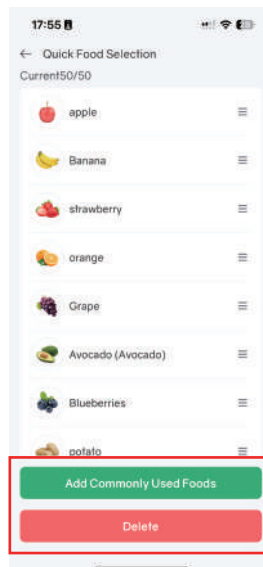 17:55
← Quick Food Selection
Current50/50
apple
Banana
strawberry
orange
Grape
Avocado (Avocado)
Blueberries
potato
Add Commonly Used Foods
Delete